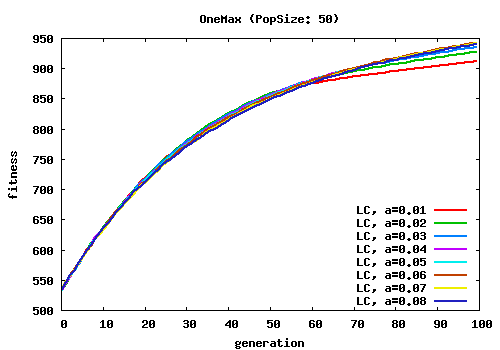 OneMax (PopSize: 50)
950
900
850
800
750
700
650
600
550
500
fitness
LC, a=0.01
LC, a=0.02
LC, a=0.03
LC, a=0.04
LC, a=0.05
LC, a=0.06
LC, a=0.07
LC, a=0.08
0 10 20 30 40 50 60 70 80 90 100
generation